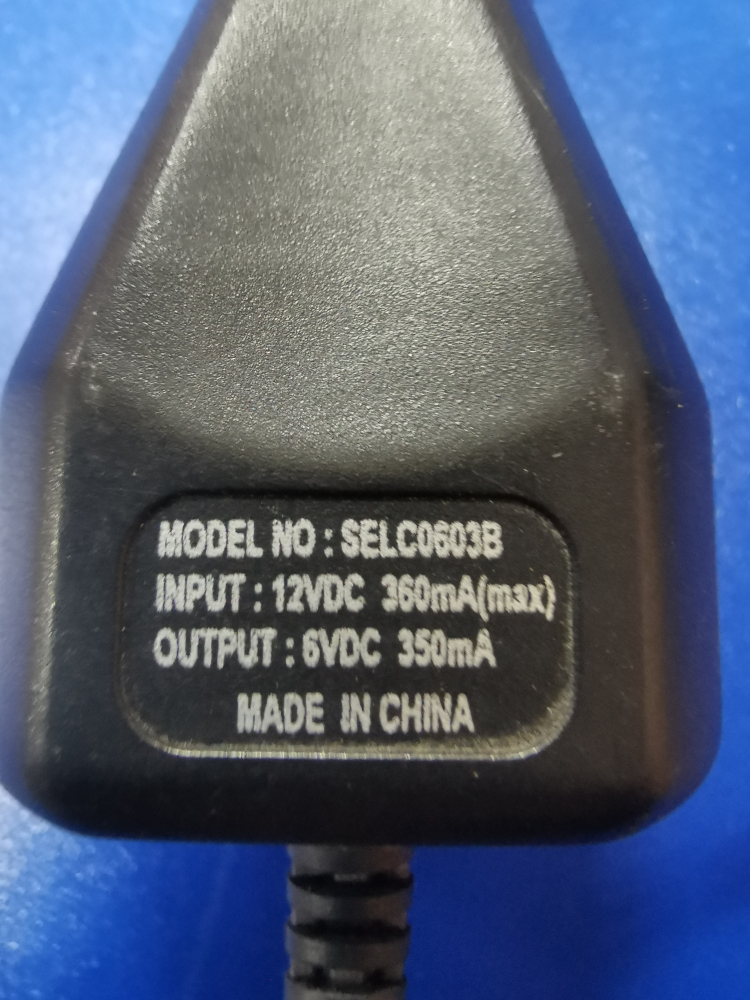 MODEL NO : SELC0603B
INPUT : 12VDC 360mA(max)
OUTPUT : 6VDC 350mA
MADE IN CHINA